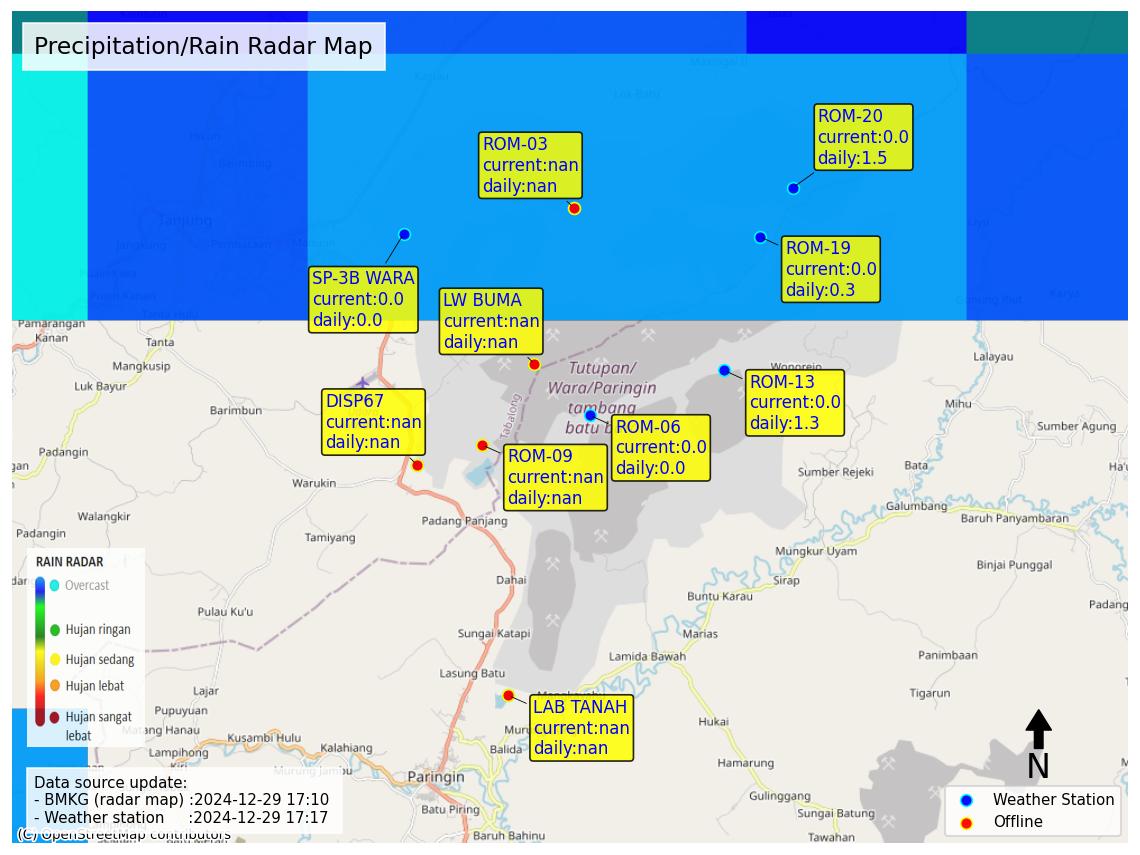 Precipitation/Rain Radar Map
ROM-20
current:0.0
daily:1.5
ROM-03
current:nan
daily:nan
ROM-19
current:0.0
daily:0.3
SP-3B WARA
current:0.0
daily:0.0
LW BUMA
current:nan
daily:nan
Tanjung
Pamarangan
Kanan
Tanta
Mangkusip
Luk Bayur
Barimbun
Tutupan/
Wara/Paringin
tambang
Tabalong
Wonorejo
Lalayau
Mihu
ROM-13
current:0.0
daily:1.3
DISP67
current:nan
daily:nan
ROM-06
current:0.0
daily:0.0
ROM-09
current:nan
daily:nan
Sumber Agung
Padangin
Warukin
Sumber Rejeki
Bata
Galumbang
Baruh Panyambaran
Walangkir
Padangin
Tamiyang
Padang Panjang
Mungkur Uyam
Binjai Punggal
Sirap
Dahai
Buntu Karau
Pulau Ku'u
Sungai Katapi
Marias
Lamida Bawah
Panimbaan
Lasung Batu
Tigarun
Lajar
Pupuyuan
Matang Hanau
Kusambi Hulu
Lampihong
Kalahiang
Murung Jambu
Balida
Hukai
Hamarung
Paringin
Batu Piring
Baruh Bahinu
Gulinggang
Sungai Batung
Tawahan
LAB TANAH
current:nan
daily:nan
RAIN RADAR
Overcast
Hujan ringan
Hujan sedang
Hujan lebat
Hujan sangat
lebat
Data source update:
- BMKG (radar map) :2024-12-29 17:10
- Weather station :2024-12-29 17:17
(C) OpenStreetMap contributors
N
Weather Station
Offline